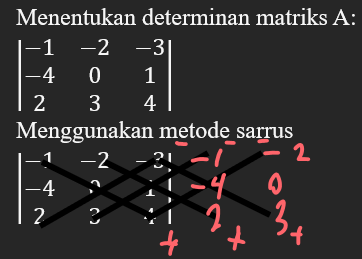 Menentukan determinan matriks A:
|−1 −2 −3|
|−4 0 1|
|2 3 4|
Menggunakan metode sarrus
− − −
|−1 −2 −3| −1 −2
|−4 0 1| −4 0
|2 3 4| 2 3
+ + +